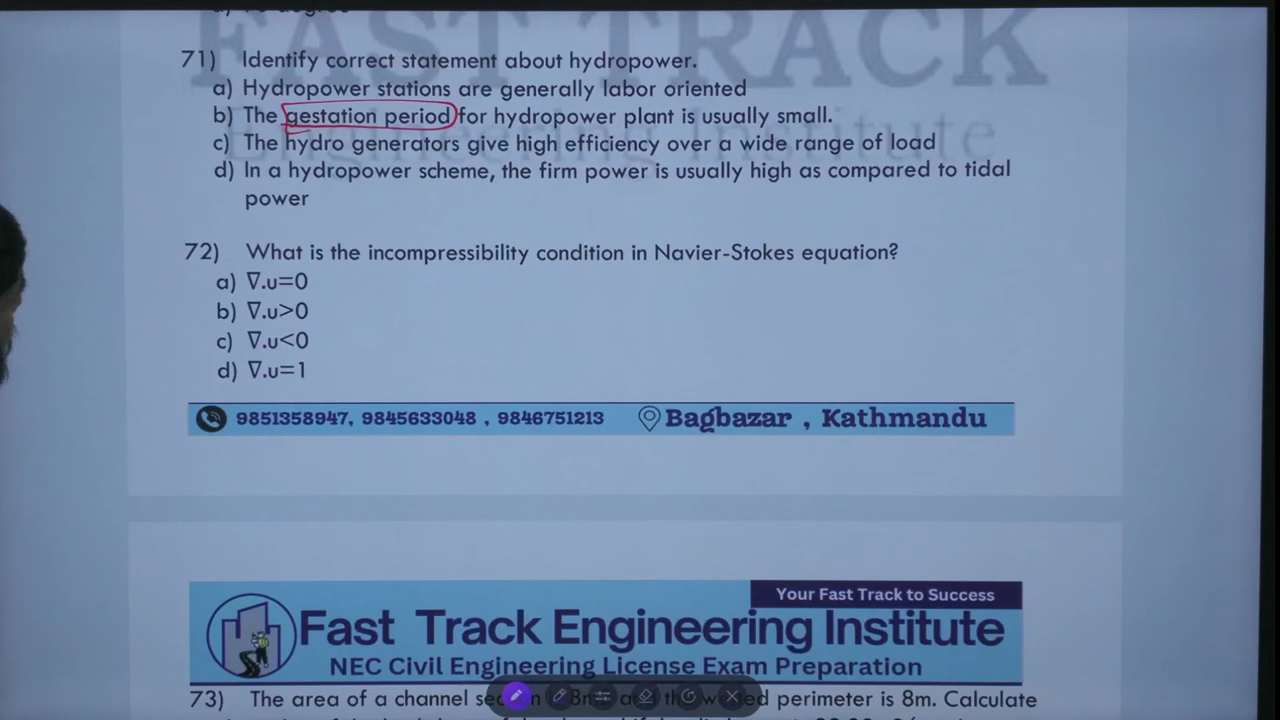 FAST TRACK
Engineering Institute
71) Identify correct statement about hydropower.
a) Hydropower stations are generally labor oriented
b) The gestation period for hydropower plant is usually small.
c) The hydro generators give high efficiency over a wide range of load
d) In a hydropower scheme, the firm power is usually high as compared to tidal
power
72) What is the incompressibility condition in Navier-Stokes equation?
a) ∇.u=0
b) ∇.u>0
c) ∇.u<0
d) ∇.u=1
9851358947, 9845633048 , 9846751213 Bagbazar , Kathmandu
Your Fast Track to Success
Fast Track Engineering Institute
NEC Civil Engineering License Exam Preparation
73) The area of a channel perimeter is 8m. Calculate